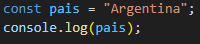 const pais = "Argentina";
console.log(pais);